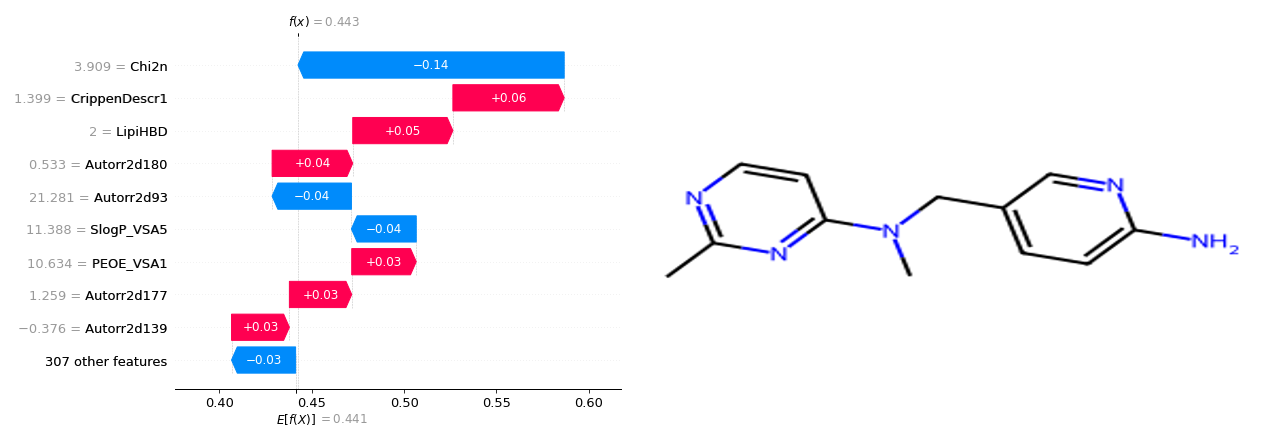 f(x) = 0.443
3.909 = Chi2n
−0.14
1.399 = CrippenDescr1
+0.06
2 = LipiHBD
+0.05
0.533 = Autorr2d180
+0.04
21.281 = Autorr2d93
−0.04
11.388 = SlogP_VSA5
−0.04
10.634 = PEOE_VSA1
+0.03
1.259 = Autorr2d177
+0.03
−0.376 = Autorr2d139
+0.03
307 other features
−0.03
0.40 0.45 0.50 0.55 0.60
E[f(X)] = 0.441
N
N
N
N
NH₂